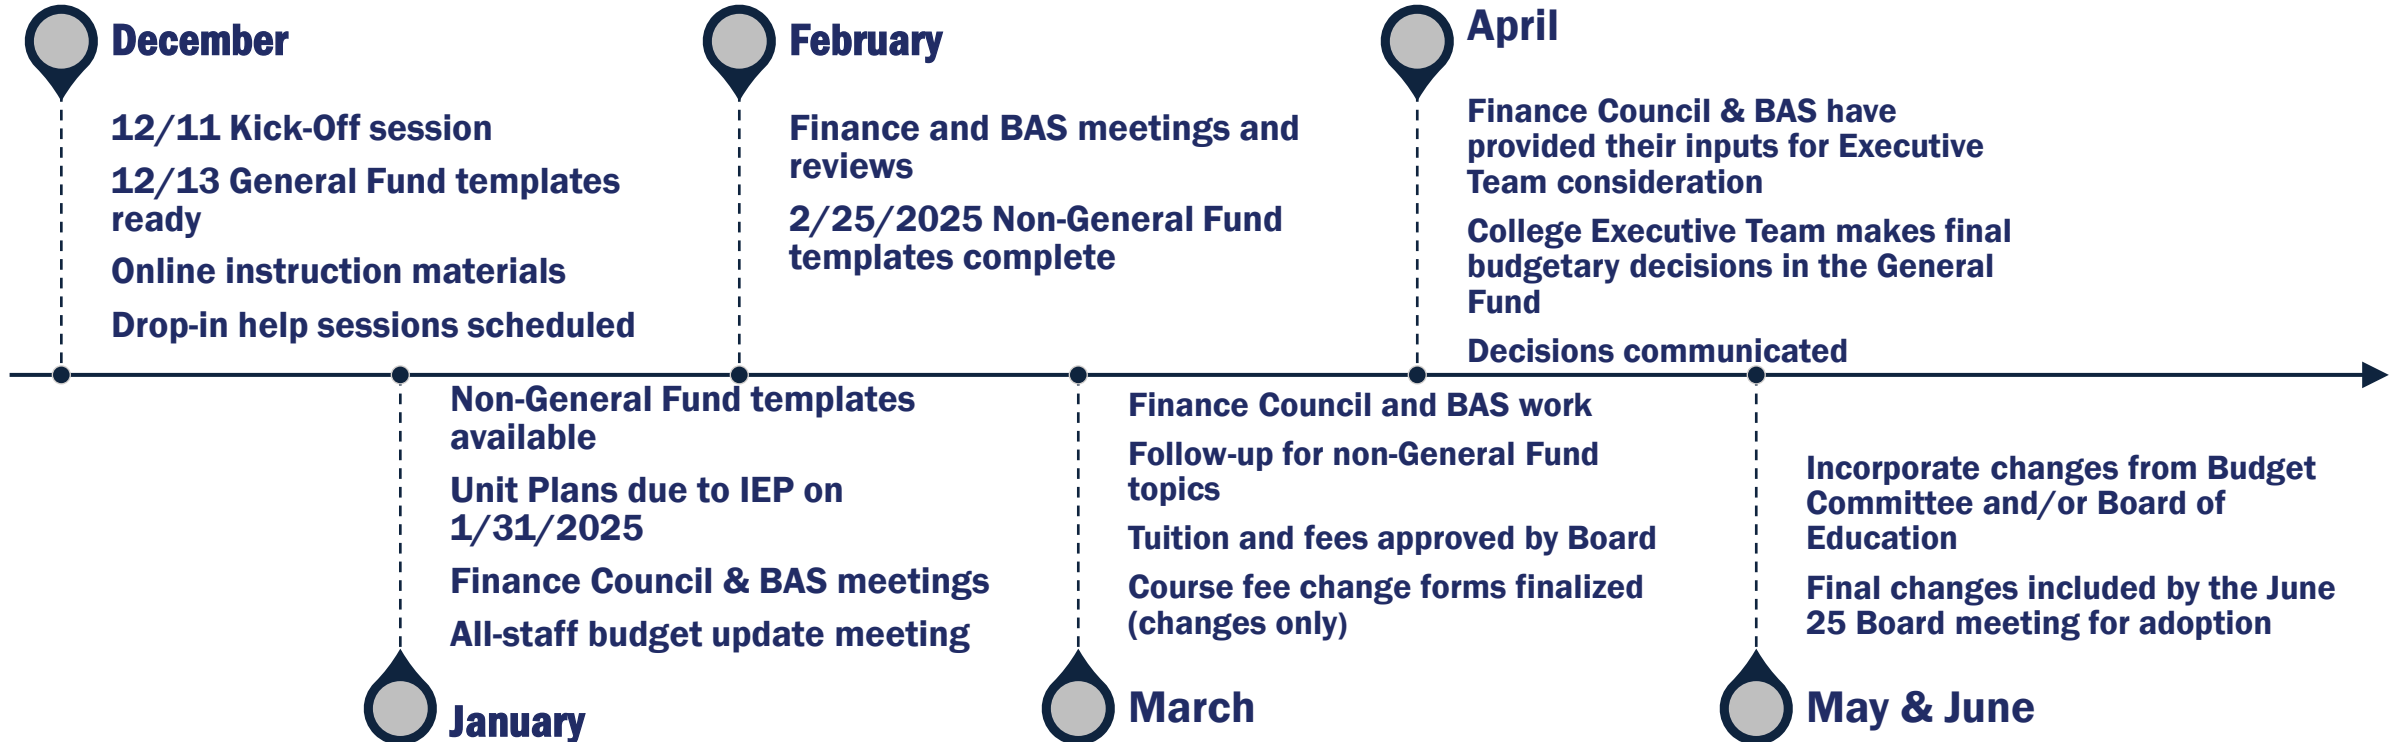 December
12/11 Kick-Off session
12/13 General Fund templates
ready
Online instruction materials
Drop-in help sessions scheduled
Non-General Fund templates
available
Unit Plans due to IEP on
1/31/2025
Finance Council & BAS meetings
All-staff budget update meeting
January
February
Finance and BAS meetings and
reviews
2/25/2025 Non-General Fund
templates complete
Finance Council and BAS work
Follow-up for non-General Fund
topics
Tuition and fees approved by Board
Course fee change forms finalized
(changes only)
March
April
Finance Council & BAS have
provided their inputs for Executive
Team consideration
College Executive Team makes final
budgetary decisions in the General
Fund
Decisions communicated
Incorporate changes from Budget
Committee and/or Board of
Education
Final changes included by the June
25 Board meeting for adoption
May & June